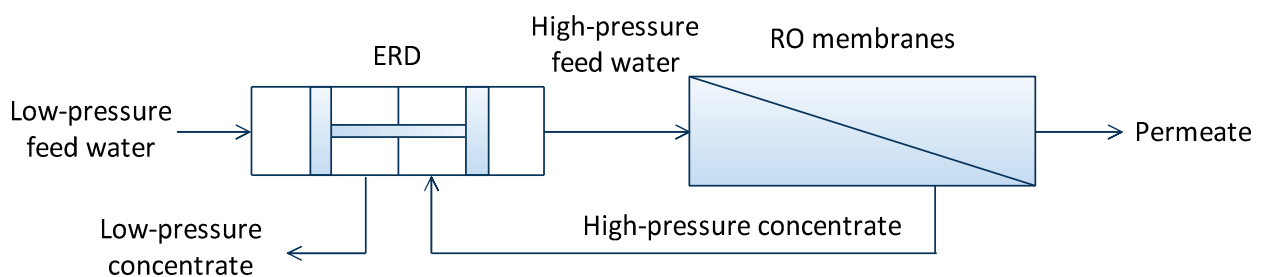 High-pressure
feed water
RO membranes
ERD
Low-pressure
feed water
Permeate
High-pressure concentrate
Low-pressure
concentrate